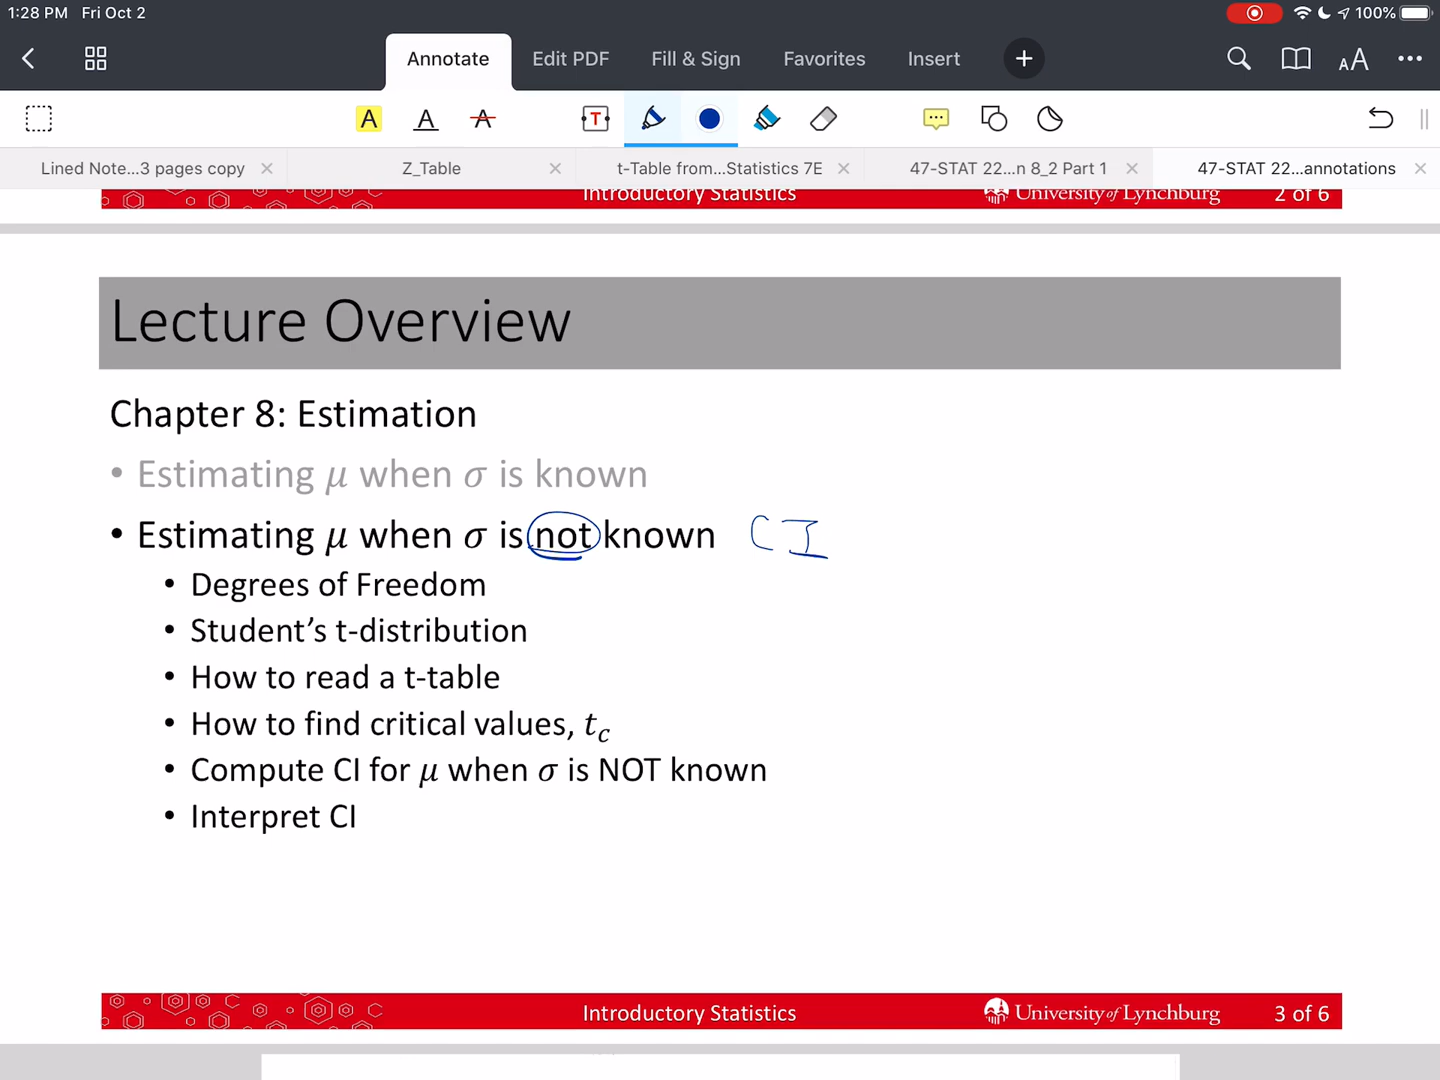 1:28 PM Fri Oct 2 100%
Annotate Edit PDF Fill & Sign Favorites Insert + AA
A A A T
Lined Note...3 pages copy × Z_Table × t-Table from...Statistics 7E × 47-STAT 22...n 8_2 Part 1 × 47-STAT 22...annotations ×
Introductory Statistics University of Lynchburg 2 of 6
Lecture Overview
Chapter 8: Estimation
• Estimating μ when σ is known
• Estimating μ when σ is not known CI
• Degrees of Freedom
• Student’s t-distribution
• How to read a t-table
• How to find critical values, t_c
• Compute CI for μ when σ is NOT known
• Interpret CI
Introductory Statistics University of Lynchburg 3 of 6